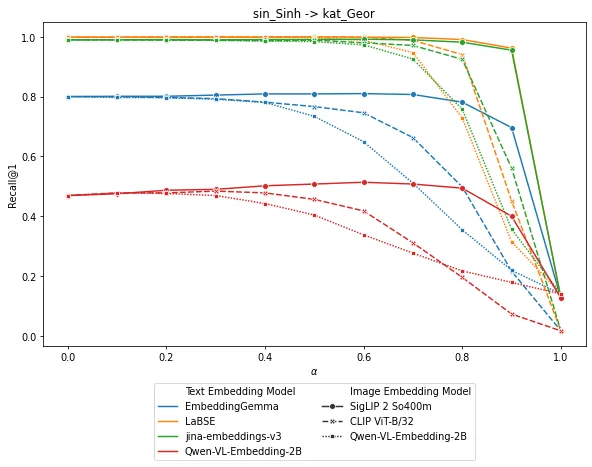 sin_Sinh -> kat_Geor
1.0
0.8
0.6
0.4
0.2
0.0
Recall@1
0.0 0.2 0.4 0.6 0.8 1.0
α
Text Embedding Model Image Embedding Model
EmbeddingGemma SigLIP 2 So400m
LaBSE CLIP ViT-B/32
jina-embeddings-v3 Qwen-VL-Embedding-2B
Qwen-VL-Embedding-2B